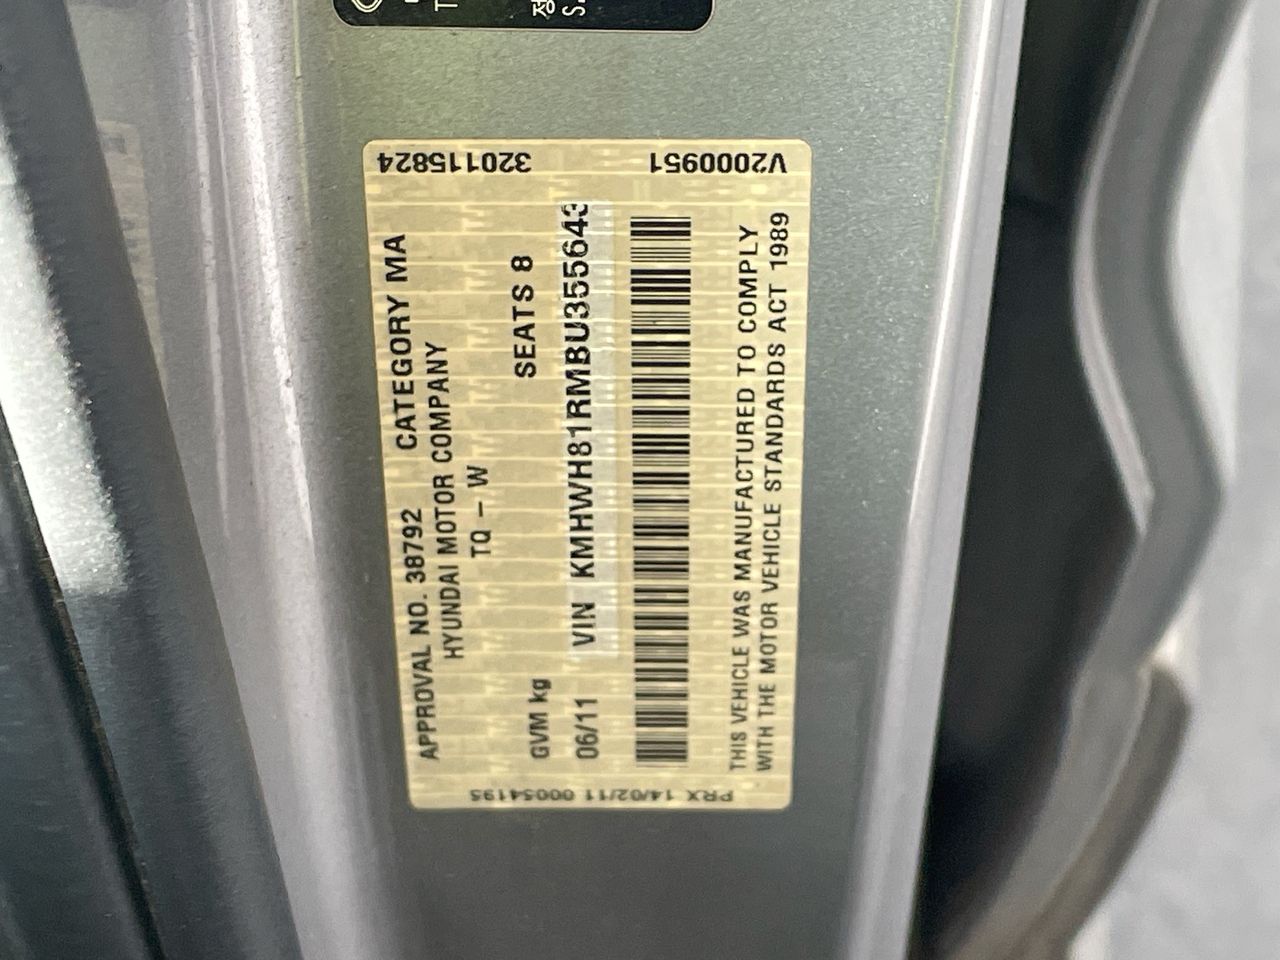 APPROVAL NO. 38792 CATEGORY MA
HYUNDAI MOTOR COMPANY
TQ – W
GVM kg SEATS 8
06/11 VIN KMHWH81RMBU355643
THIS VEHICLE WAS MANUFACTURED TO COMPLY
WITH THE MOTOR VEHICLE STANDARDS ACT 1989
320115824
V2000951
PRX 14/02/11 00054195